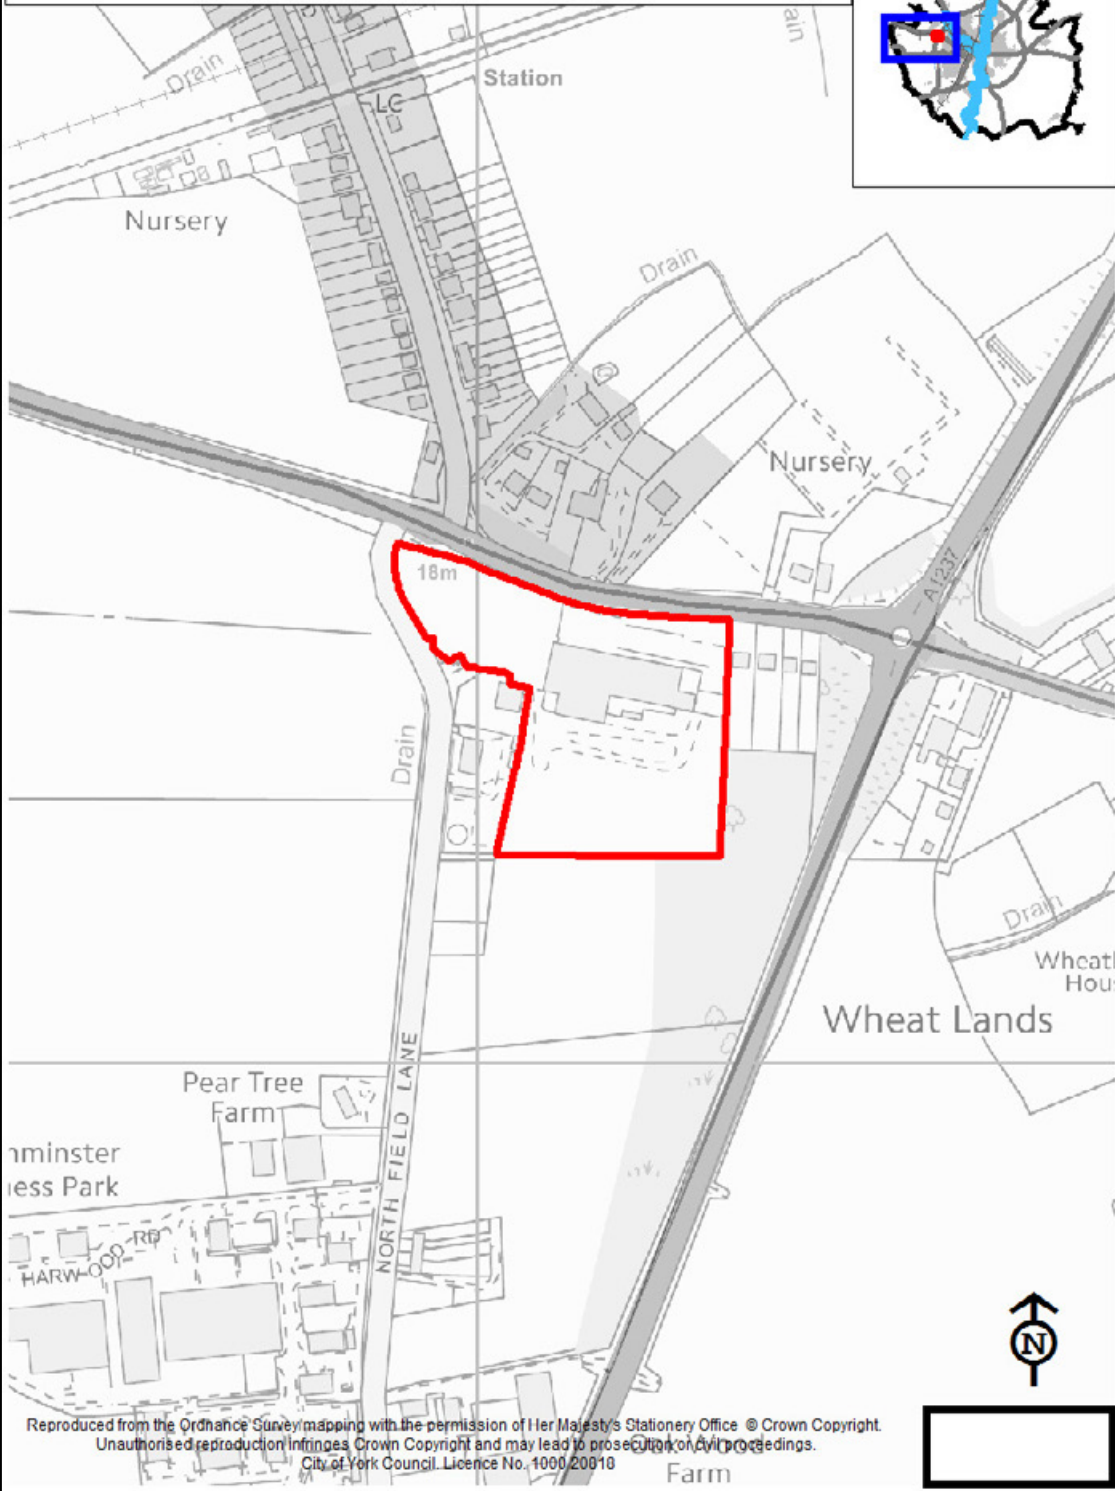 Drain
ain
Station
LC
Nursery
Drain
Nursery
A1237
18m
Drain
Drain
Wheat Lands
Pear Tree
Farm
NORTH FIELD LANE
ess Park
HARWOOD RD
N
Reproduced from the Ordnance Survey mapping with the permission of Her Majesty's Stationery Office © Crown Copyright.
Unauthorised reproduction infringes Crown Copyright and may lead to prosecution or civil proceedings.
City of York Council. Licence No. 1000 20818
Farm